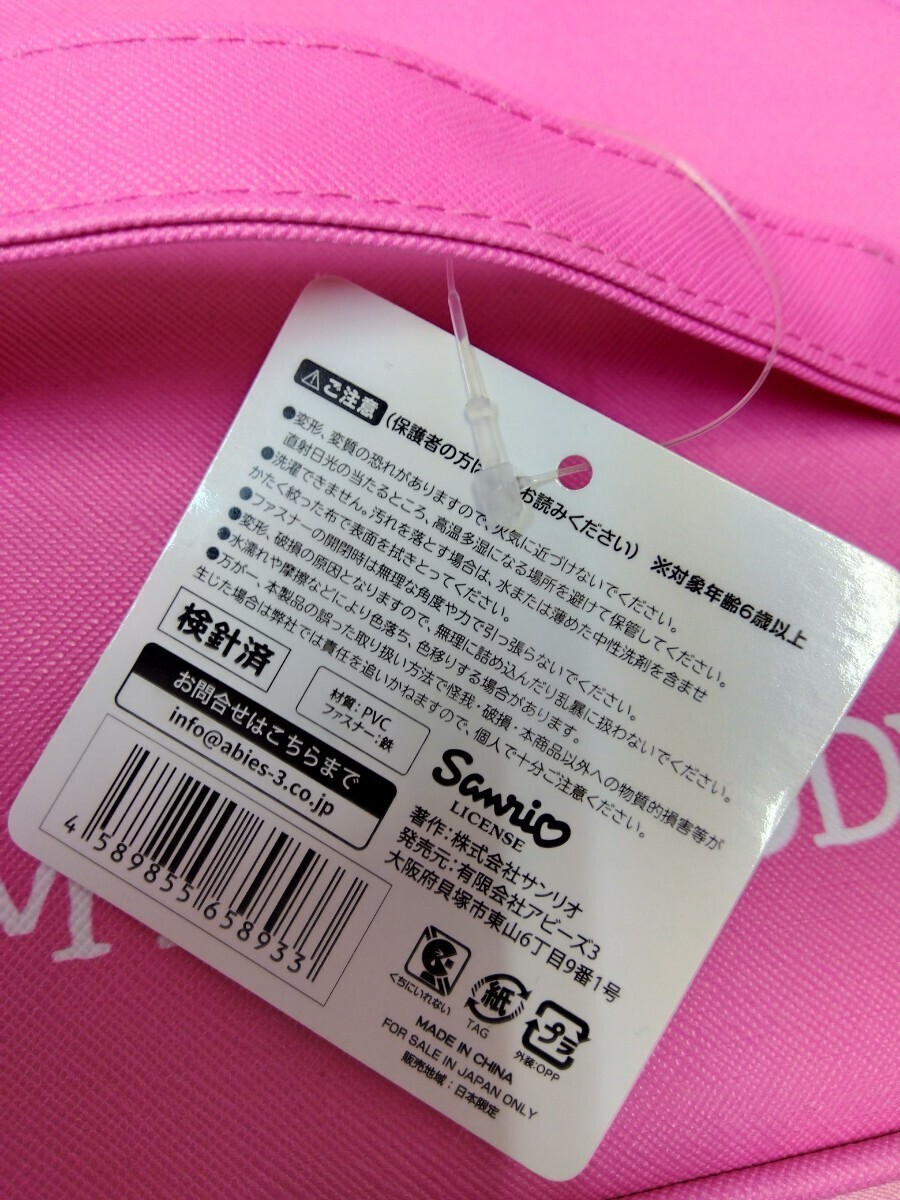 ⚠ご注意 (保護者の方は お読みください) ※対象年齢6歳以上
●変形、変質の恐れがありますので、火気に近づけないでください。
直射日光の当たるところ、高温多湿になる場所を避けて保管してください。
●洗濯できません。汚れを落とす場合は、水または薄めた中性洗剤を含ませ
かたく絞った布で表面を拭きとってください。
●ファスナーの開閉時は無理な角度や力で引っ張らないでください。
●変形、破損の原因となりますので、無理に詰め込んだり乱暴に扱わないでください。
●水濡れや摩擦などにより色落ち、色移りする場合があります。
●万が一、本製品の誤った取り扱い方法で怪我・破損・本商品以外への物質的損害等が
生じた場合は弊社では責任を追いかねますので、個人で十分ご注意ください。
検針済
材質:PVC
ファスナー:鉄
お問合せはこちらまで
info@abies-3.co.jp
4 589855 658933
Sanrio
LICENSE
著作:株式会社サンリオ
発売元:有限会社アビーズ3
大阪府貝塚市東山6丁目9番1号
くちにいれない
紙
TAG
プラ
外装:OPP
MADE IN CHINA
FOR SALE IN JAPAN ONLY
販売地域:日本限定